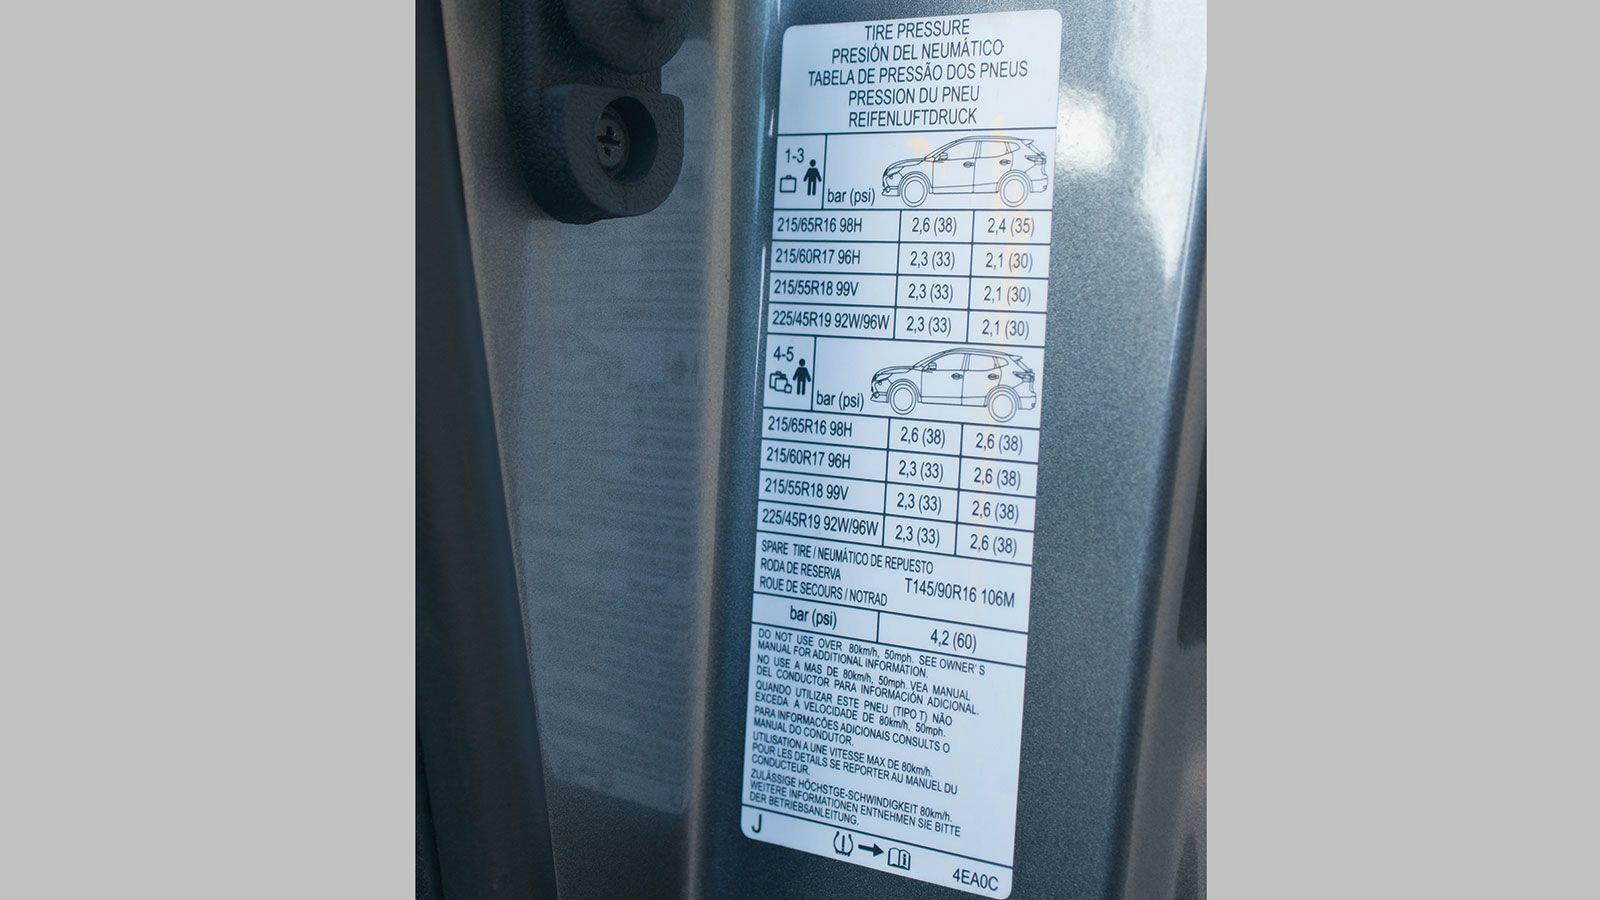 TIRE PRESSURE
PRESIÓN DEL NEUMÁTICO
TABELA DE PRESSÃO DOS PNEUS
PRESSION DU PNEU
REIFENLUFTDRUCK
1-3 bar (psi)
215/65R16 98H 2,6 (38) 2,4 (35)
215/60R17 96H 2,3 (33) 2,1 (30)
215/55R18 99V 2,3 (33) 2,1 (30)
225/45R19 92W/96W 2,3 (33) 2,1 (30)
4-5 bar (psi)
215/65R16 98H 2,6 (38) 2,6 (38)
215/60R17 96H 2,3 (33) 2,6 (38)
215/55R18 99V 2,3 (33) 2,6 (38)
225/45R19 92W/96W 2,3 (33) 2,6 (38)
SPARE TIRE / NEUMÁTICO DE REPUESTO
RODA DE RESERVA T145/90R16 106M
ROUE DE SECOURS / NOTRAD
bar (psi) 4,2 (60)
DO NOT USE OVER 80km/h, 50mph. SEE OWNER'S
MANUAL FOR ADDITIONAL INFORMATION.
NO USE A MAS DE 80km/h, 50mph. VEA MANUAL
DEL CONDUCTOR PARA INFORMACIÓN ADICIONAL.
QUANDO UTILIZAR ESTE PNEU (TIPO T) NÃO
EXCEDA A VELOCIDADE DE 80km/h, 50mph.
PARA INFORMACÕES ADICIONAIS CONSULTS O
MANUAL DO CONDUTOR.
UTILISATION A UNE VITESSE MAX DE 80km/h.
POUR LES DETAILS SE REPORTER AU MANUEL DU
CONDUCTEUR.
ZULÄSSIGE HÖCHSTGE-SCHWINDIGKEIT 80km/h.
WEITERE INFORMATIONEN ENTNEHMEN SIE BITTE
DER BETRIEBSANLEITUNG.
J
4EA0C